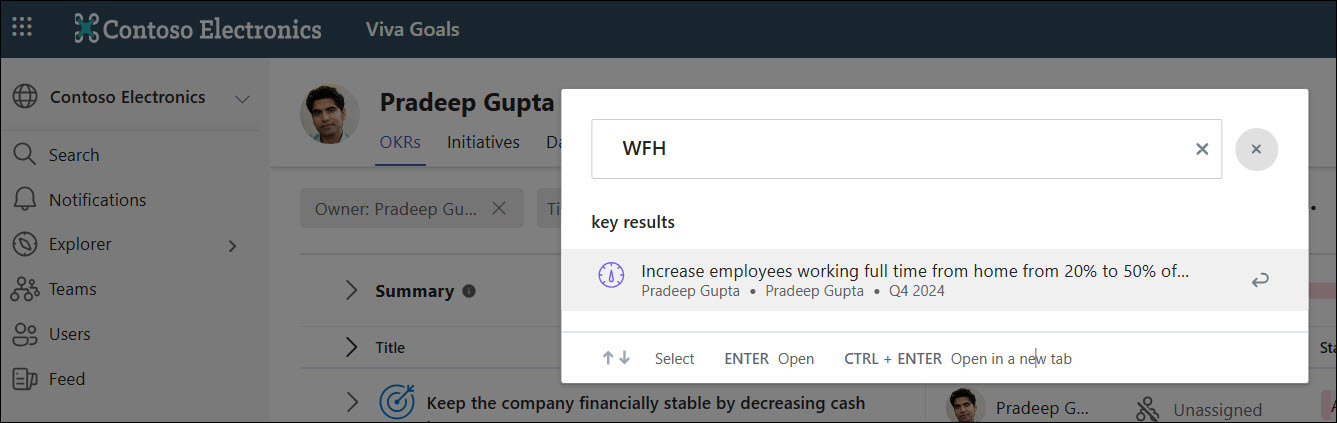 Contoso Electronics
Viva Goals
Contoso Electronics
Search
Notifications
Explorer
Teams
Users
Feed
Pradeep Gupta
OKRs Initiatives
Owner: Pradeep Gu...
Summary
Title
Keep the company financially stable by decreasing cash
Pradeep G...
Unassigned
WFH
key results
Increase employees working full time from home from 20% to 50% of...
Pradeep Gupta • Pradeep Gupta • Q4 2024
Select ENTER Open CTRL + ENTER Open in a new tab